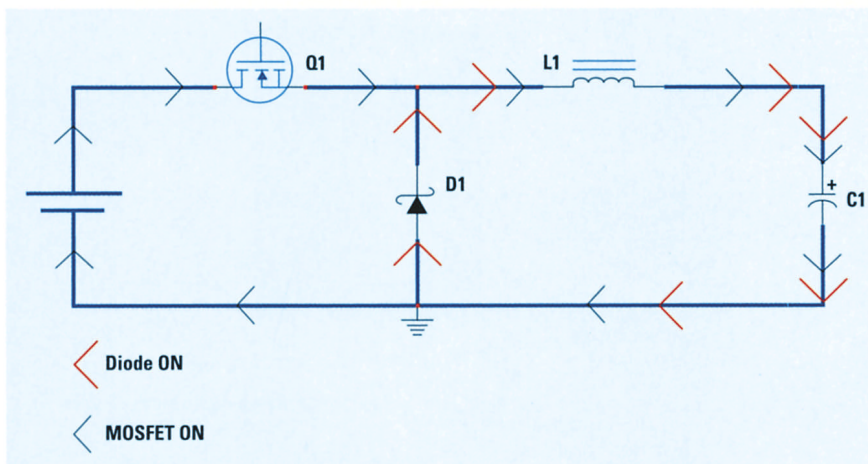 Q1
L1
D1
+
C1
Diode ON
MOSFET ON